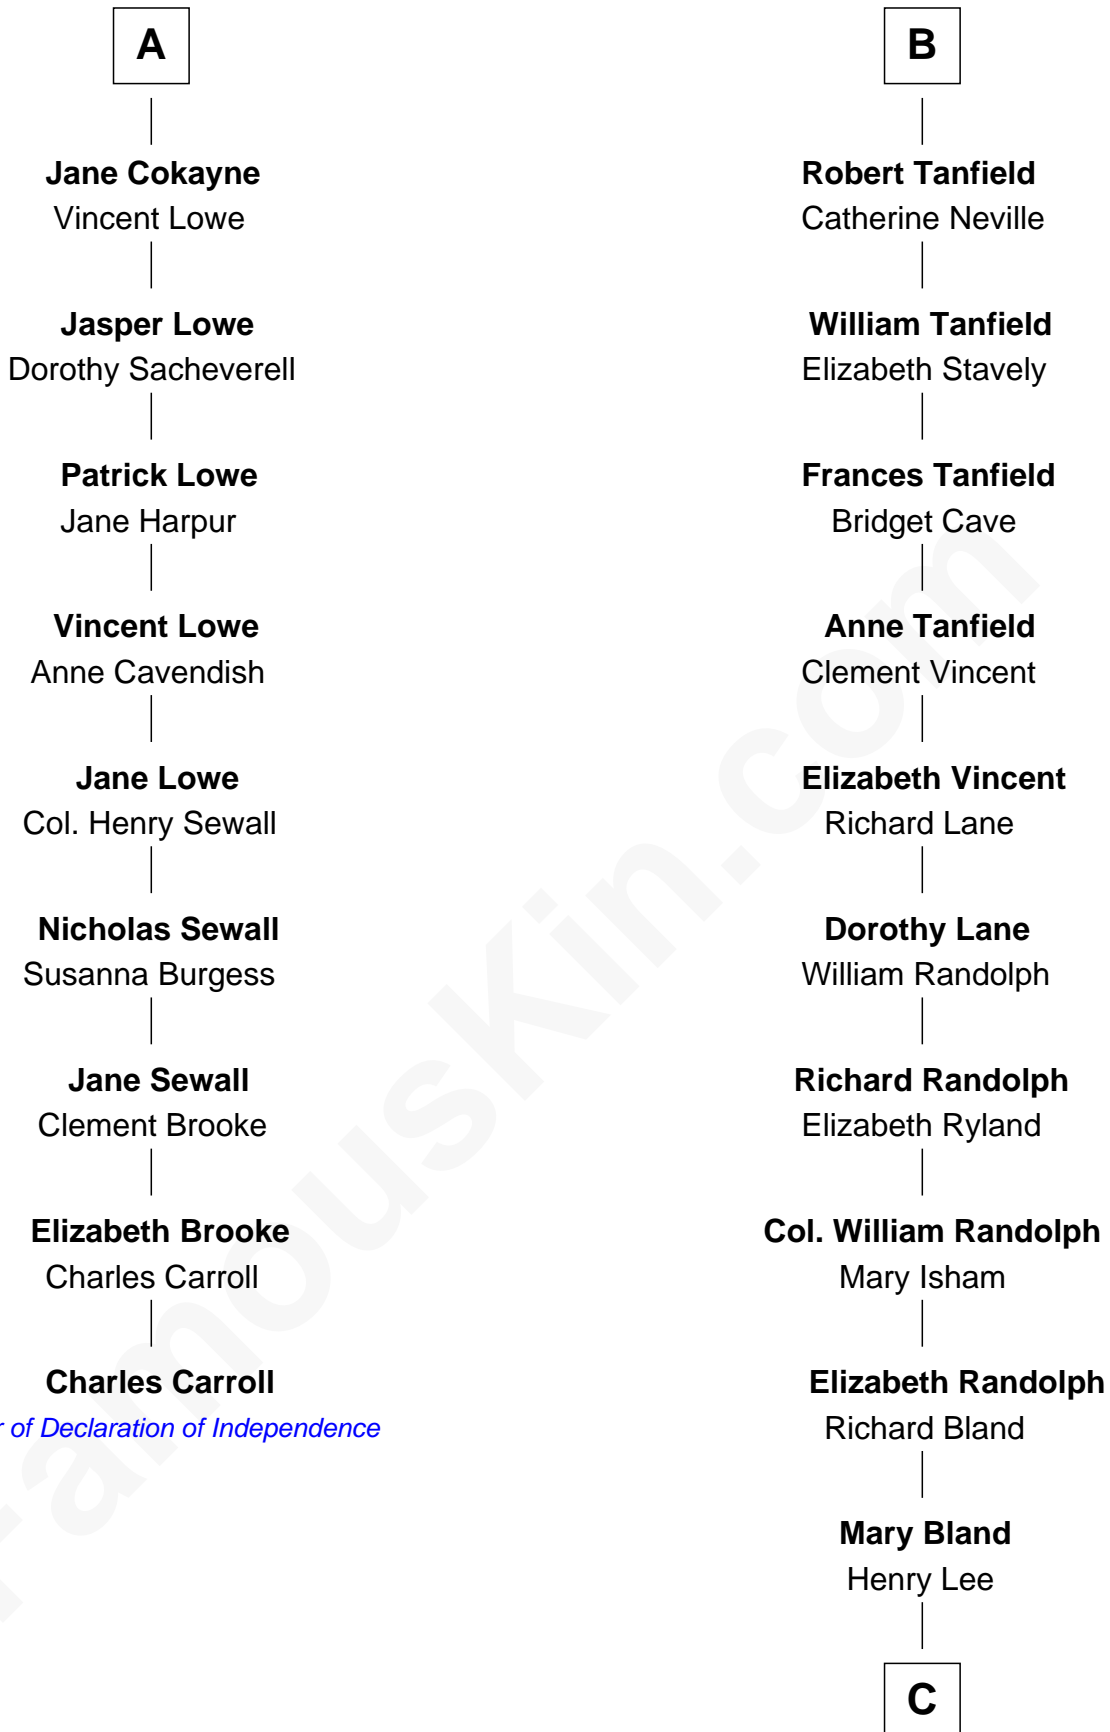 A
Jane Cokayne
Vincent Lowe
Jasper Lowe
Dorothy Sacheverell
Patrick Lowe
Jane Harpur
Vincent Lowe
Anne Cavendish
Jane Lowe
Col. Henry Sewall
Nicholas Sewall
Susanna Burgess
Jane Sewall
Clement Brooke
Elizabeth Brooke
Charles Carroll
Charles Carroll
of Declaration of Independence
B
Robert Tanfield
Catherine Neville
William Tanfield
Elizabeth Stavely
Frances Tanfield
Bridget Cave
Anne Tanfield
Clement Vincent
Elizabeth Vincent
Richard Lane
Dorothy Lane
William Randolph
Richard Randolph
Elizabeth Ryland
Col. William Randolph
Mary Isham
Elizabeth Randolph
Richard Bland
Mary Bland
Henry Lee
C
FamousKin.com